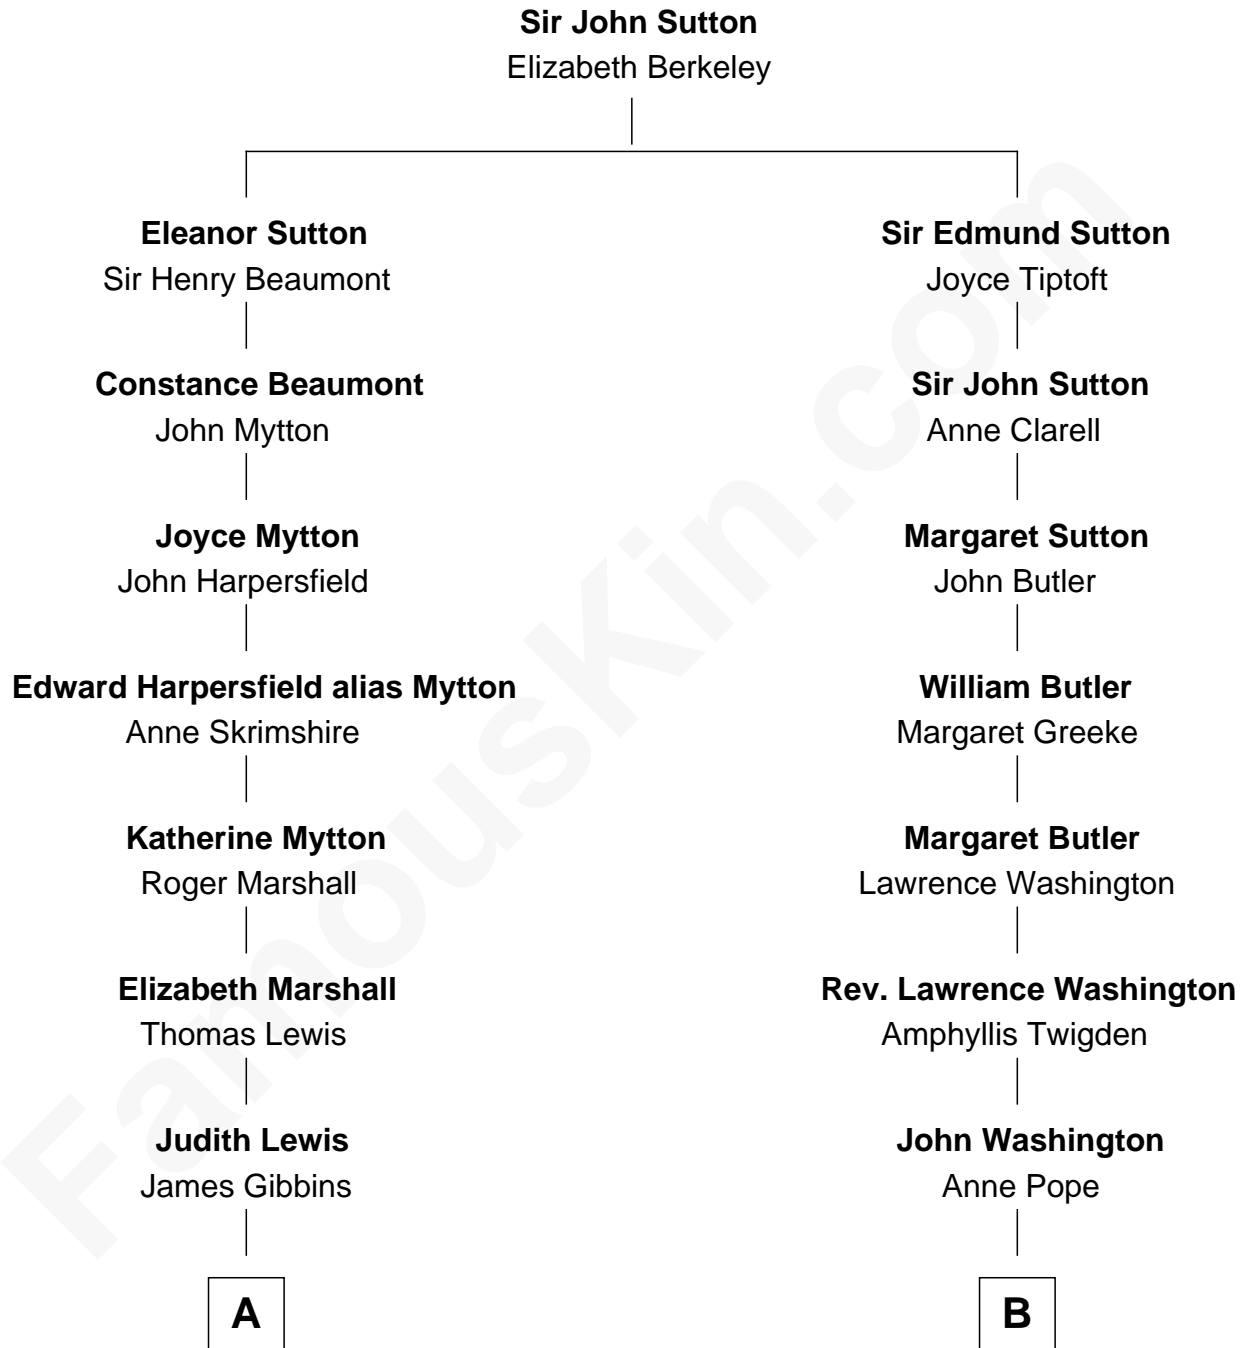 Sir John Sutton
Elizabeth Berkeley
Eleanor Sutton
Sir Henry Beaumont
Constance Beaumont
John Mytton
Joyce Mytton
John Harpersfield
Edward Harpersfield alias Mytton
Anne Skrimshire
Katherine Mytton
Roger Marshall
Elizabeth Marshall
Thomas Lewis
Judith Lewis
James Gibbins
A
Sir Edmund Sutton
Joyce Tiptoft
Sir John Sutton
Anne Clarell
Margaret Sutton
John Butler
William Butler
Margaret Greeke
Margaret Butler
Lawrence Washington
Rev. Lawrence Washington
Amphyllis Twigden
John Washington
Anne Pope
B
FamousKin.com